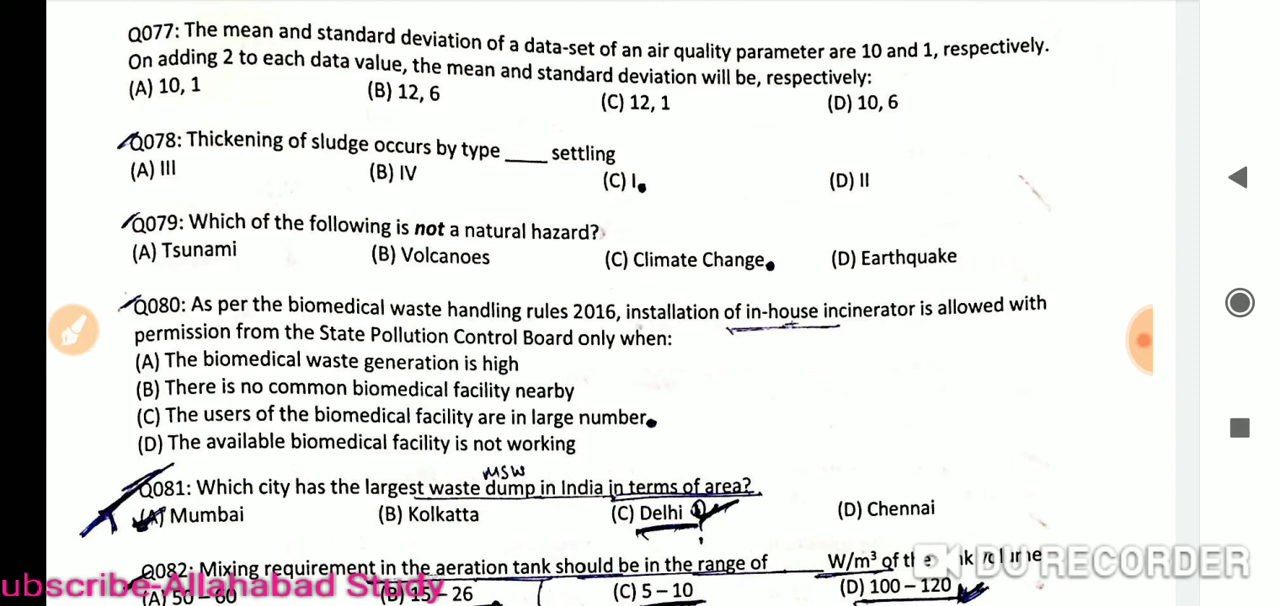 Q077: The mean and standard deviation of a data-set of an air quality parameter are 10 and 1, respectively.
On adding 2 to each data value, the mean and standard deviation will be, respectively:
(A) 10, 1 (B) 12, 6 (C) 12, 1 (D) 10, 6
Q078: Thickening of sludge occurs by type ____ settling
(A) III (B) IV (C) I (D) II
Q079: Which of the following is not a natural hazard?
(A) Tsunami (B) Volcanoes (C) Climate Change (D) Earthquake
Q080: As per the biomedical waste handling rules 2016, installation of in-house incinerator is allowed with
permission from the State Pollution Control Board only when:
(A) The biomedical waste generation is high
(B) There is no common biomedical facility nearby
(C) The users of the biomedical facility are in large number
(D) The available biomedical facility is not working
MSW
Q081: Which city has the largest waste dump in India in terms of area?
(A) Mumbai (B) Kolkatta (C) Delhi (D) Chennai
Q082: Mixing requirement in the aeration tank should be in the range of ____ W/m³ of
DU RECORDER
(A) 50 – 60 (B) 15 – 26 (C) 5 – 10 (D) 100 – 120
ubscribe-Allahabad Study